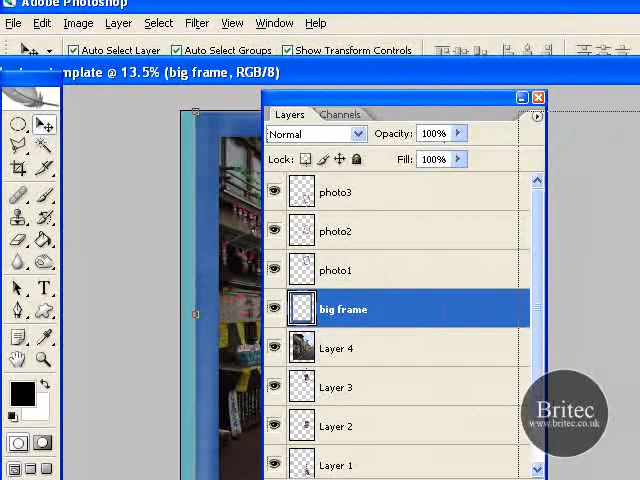 Adobe Photoshop
File Edit Image Layer Select Filter View Window Help
Auto Select Layer Auto Select Groups Show Transform Controls
mplate @ 13.5% (big frame, RGB/8)
Layers Channels
Normal Opacity: 100%
Lock: Fill: 100%
photo3
photo2
photo1
big frame
Layer 4
Layer 3
Layer 2
Layer 1
T
Britec
www.britec.co.uk